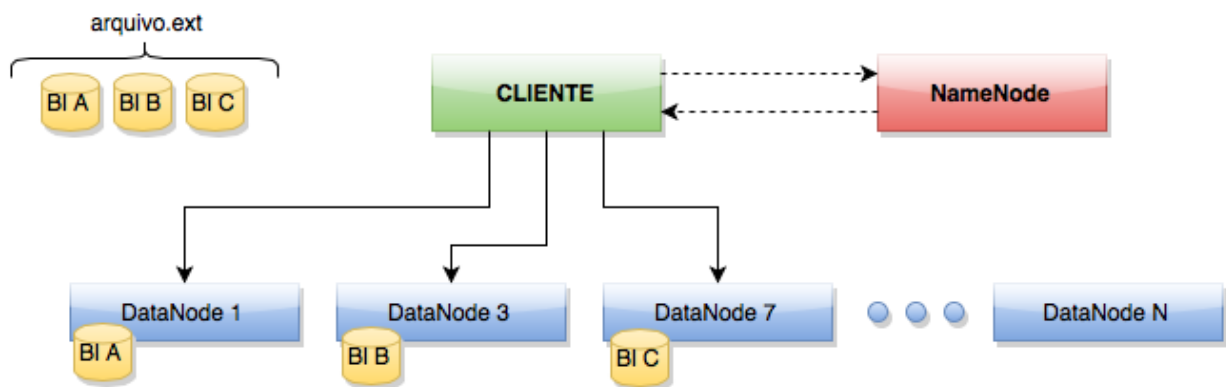 arquivo.ext
Bl A
Bl B
Bl C
CLIENTE
NameNode
DataNode 1
DataNode 3
DataNode 7
DataNode N
Bl A
Bl B
Bl C